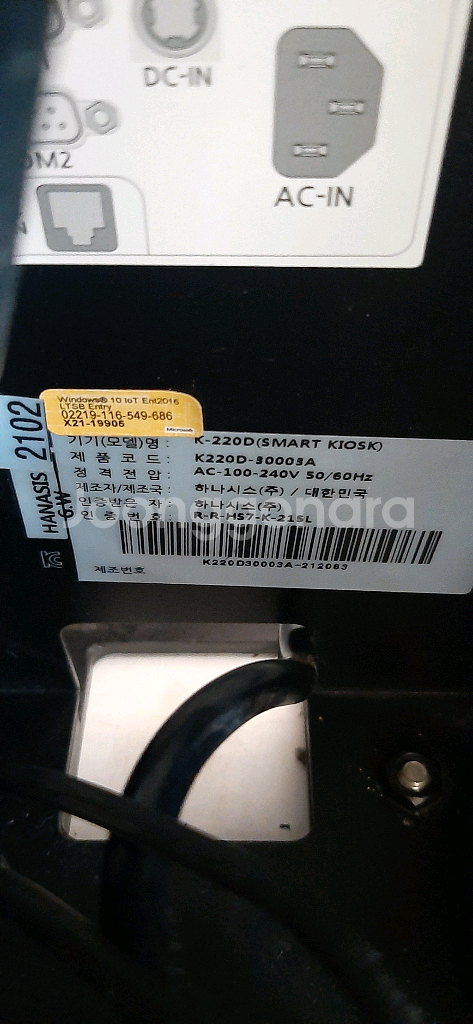 DC-IN
OM2
AC-IN
N
HANASIS 2102
6.W
Windows® 10 IoT Ent2016
LTSB Entry
02219-116-549-686
X21-19905
Microsoft
기기(모델)명 : K-220D(SMART KIOSK)
제 품 코 드 : K220D-30003A
정 격 전 압 : AC-100-240V 50/60Hz
제조자/제조국 : 하나시스(주) / 대한민국
인증받은 자 : 하나시스(주)
인 증 번 호 : R-R-HS7-K-215L
Joonggonara
제조번호 K220D30003A-212083